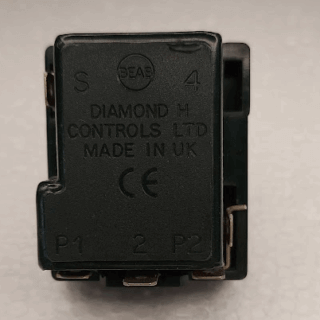 BEAB
S 4
DIAMOND H
CONTROLS LTD
MADE IN UK
CE
P1 2 P2